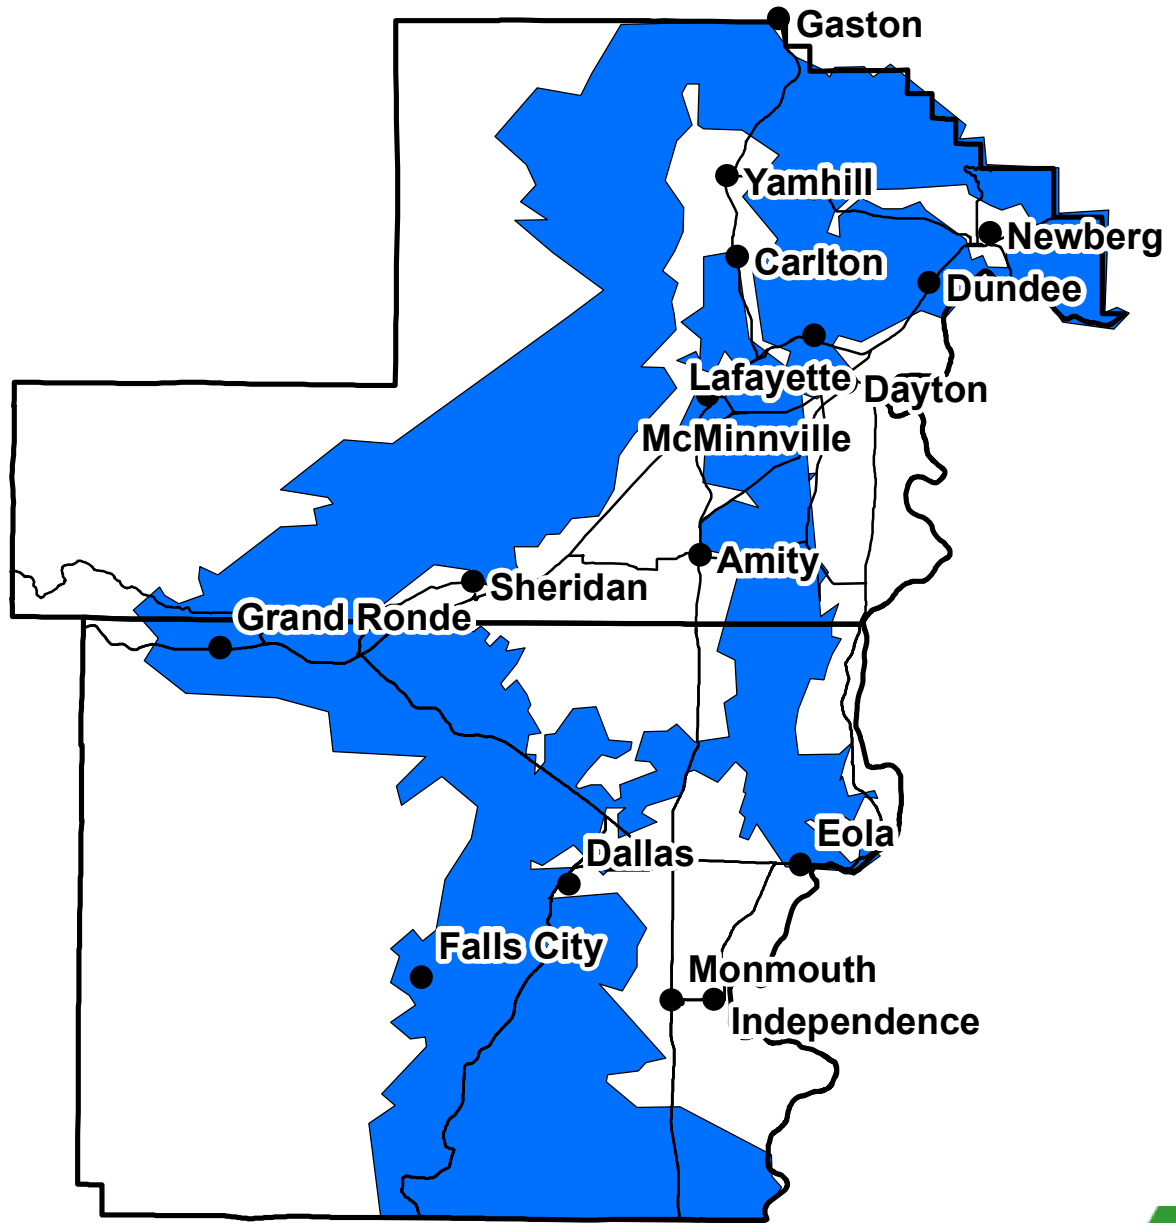 Gaston
Yamhill
Newberg
Carlton
Dundee
Lafayette
Dayton
McMinnville
Amity
Sheridan
Grand Ronde
Eola
Dallas
Falls City
Monmouth
Independence